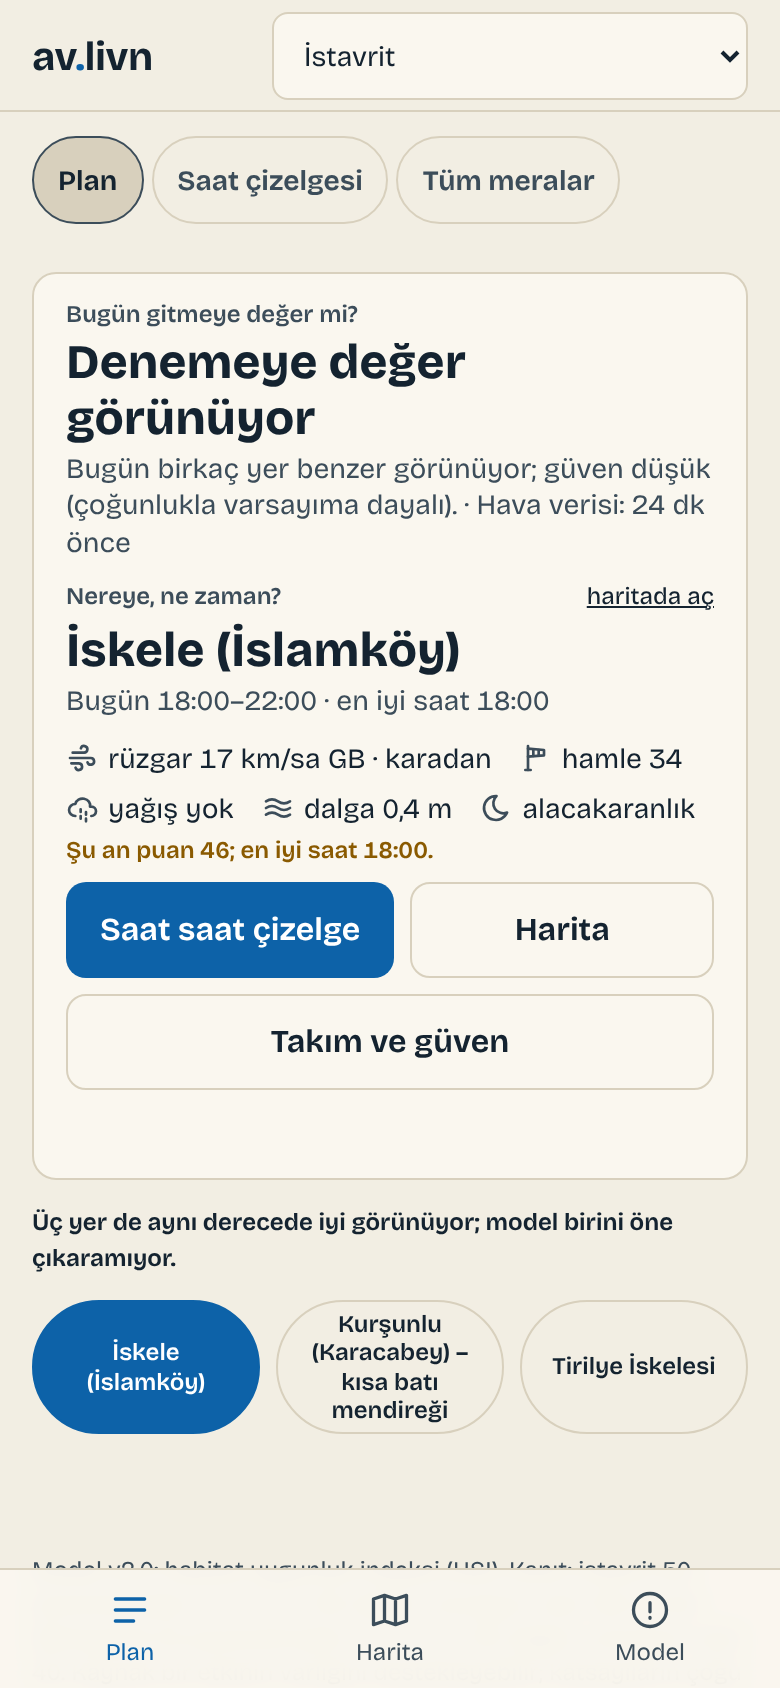 av.livn
İstavrit
Plan
Saat çizelgesi
Tüm meralar
Bugün gitmeye değer mi?
Denemeye değer
görünüyor
Bugün birkaç yer benzer görünüyor; güven düşük
(çoğunlukla varsayıma dayalı). · Hava verisi: 24 dk
önce
Nereye, ne zaman?
haritada aç
İskele (İslamköy)
Bugün 18:00–22:00 · en iyi saat 18:00
rüzgar 17 km/sa GB · karadan
hamle 34
yağış yok
dalga 0,4 m
alacakaranlık
Şu an puan 46; en iyi saat 18:00.
Saat saat çizelge
Harita
Takım ve güven
Üç yer de aynı derecede iyi görünüyor; model birini öne
çıkaramıyor.
İskele
(İslamköy)
Kurşunlu
(Karacabey) –
kısa batı
mendireği
Tirilye İskelesi
Plan
Harita
Model